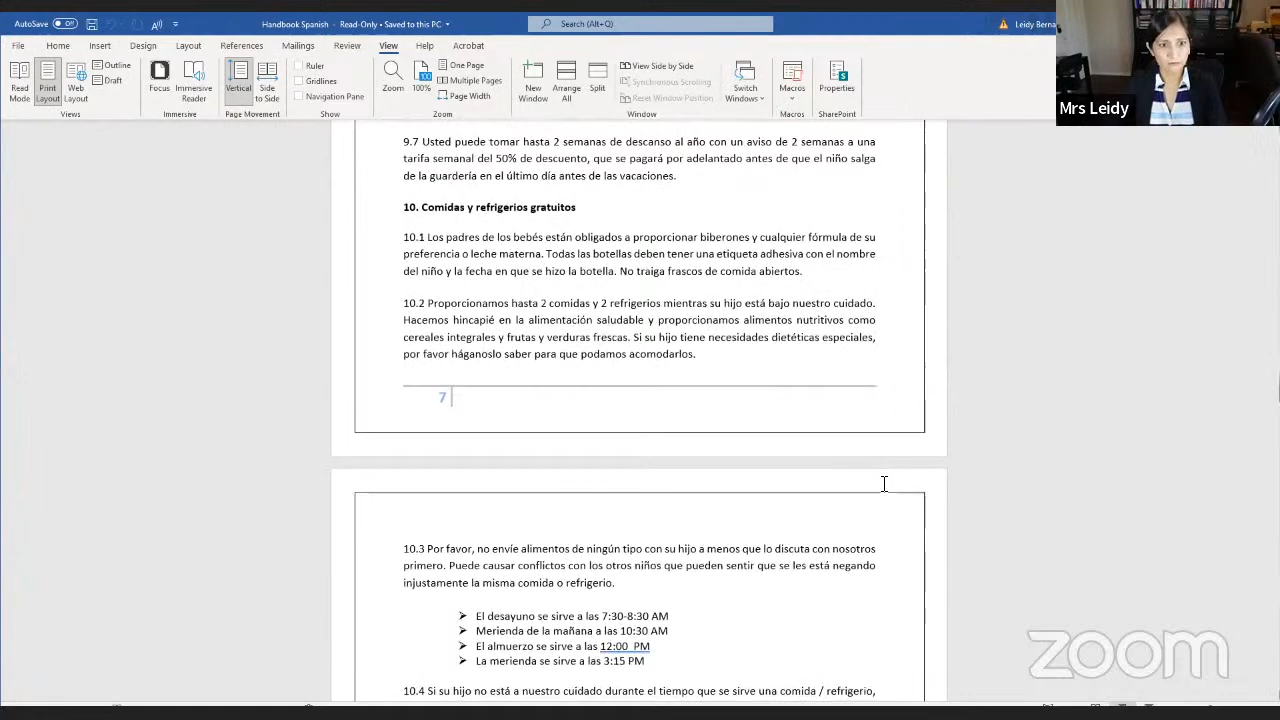 AutoSave Off Handbook Spanish - Read-Only • Saved to this PC Search (Alt+Q) Leidy Berna
File Home Insert Design Layout References Mailings Review View Help Acrobat
Read Mode
Print Layout
Web Layout
Outline
Draft
Views
Focus
Immersive Reader
Immersive
Vertical
Side to Side
Page Movement
Ruler
Gridlines
Navigation Pane
Show
Zoom
100%
One Page
Multiple Pages
Page Width
Zoom
New Window
Arrange All
Split
View Side by Side
Synchronous Scrolling
Reset Window Position
Window
Switch Windows
Macros
Macros
Properties
SharePoint
Mrs Leidy
9.7 Usted puede tomar hasta 2 semanas de descanso al año con un aviso de 2 semanas a una
tarifa semanal del 50% de descuento, que se pagará por adelantado antes de que el niño salga
de la guardería en el último día antes de las vacaciones.
10. Comidas y refrigerios gratuitos
10.1 Los padres de los bebés están obligados a proporcionar biberones y cualquier fórmula de su
preferencia o leche materna. Todas las botellas deben tener una etiqueta adhesiva con el nombre
del niño y la fecha en que se hizo la botella. No traiga frascos de comida abiertos.
10.2 Proporcionamos hasta 2 comidas y 2 refrigerios mientras su hijo está bajo nuestro cuidado.
Hacemos hincapié en la alimentación saludable y proporcionamos alimentos nutritivos como
cereales integrales y frutas y verduras frescas. Si su hijo tiene necesidades dietéticas especiales,
por favor háganoslo saber para que podamos acomodarlos.
7
10.3 Por favor, no envíe alimentos de ningún tipo con su hijo a menos que lo discuta con nosotros
primero. Puede causar conflictos con los otros niños que pueden sentir que se les está negando
injustamente la misma comida o refrigerio.
El desayuno se sirve a las 7:30-8:30 AM
Merienda de la mañana a las 10:30 AM
El almuerzo se sirve a las 12:00 PM
La merienda se sirve a las 3:15 PM
10.4 Si su hijo no está a nuestro cuidado durante el tiempo que se sirve una comida / refrigerio,
zoom